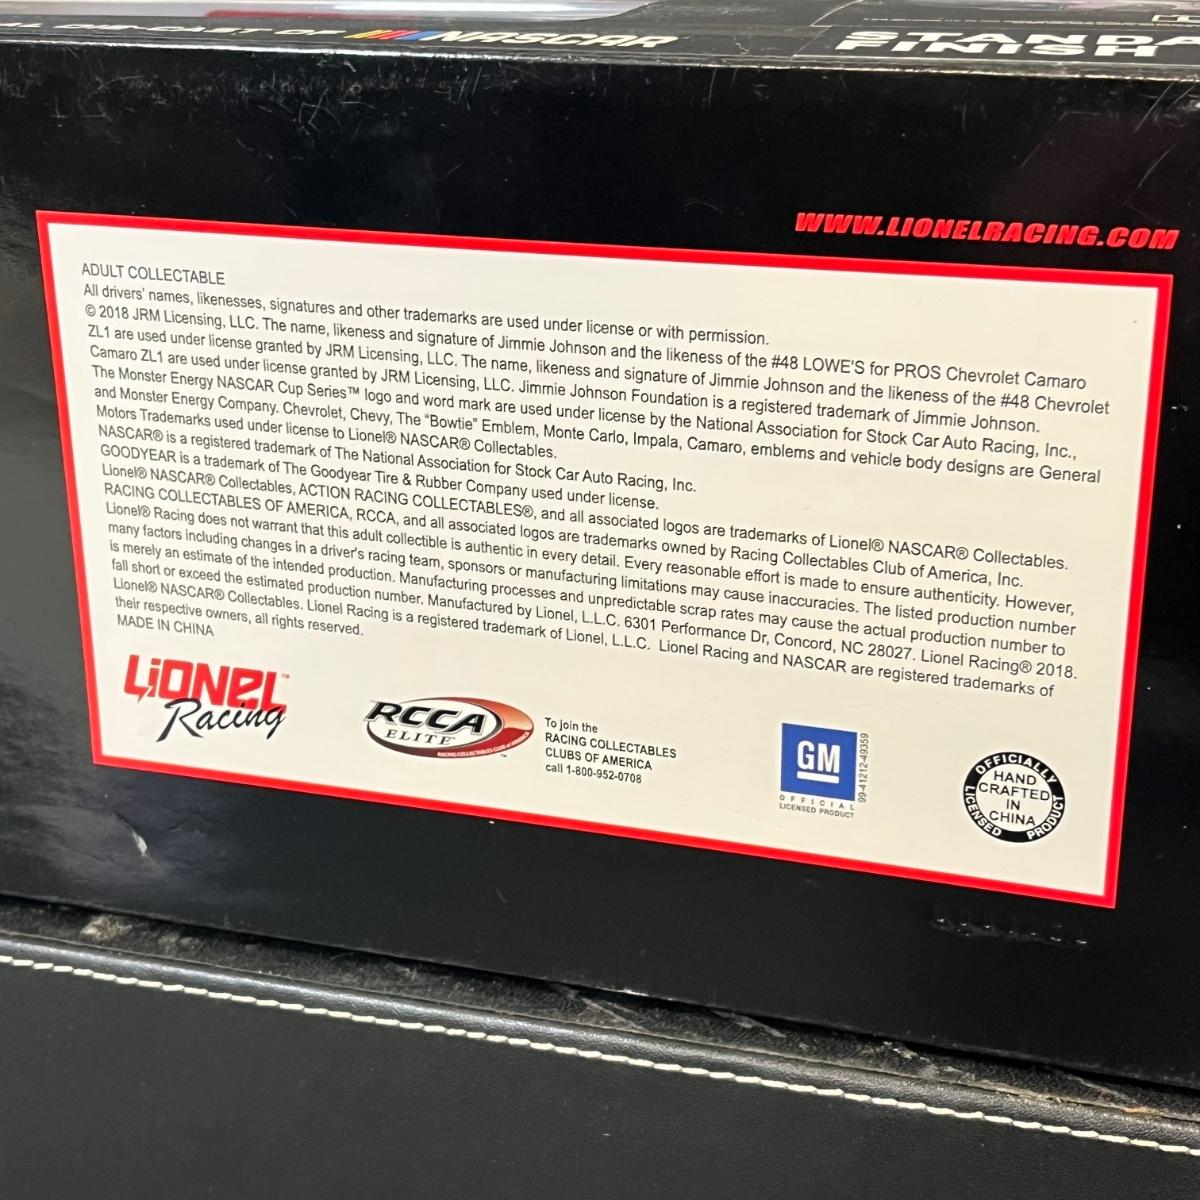 DIE-CAST OF NASCAR
STANDA
FINISH
WWW.LIONELRACING.COM
ADULT COLLECTABLE
All drivers' names, likenesses, signatures and other trademarks are used under license or with permission.
© 2018 JRM Licensing, LLC. The name, likeness and signature of Jimmie Johnson and the likeness of the #48 LOWE'S for PROS Chevrolet Camaro
ZL1 are used under license granted by JRM Licensing, LLC. The name, likeness and signature of Jimmie Johnson and the likeness of the #48 Chevrolet
Camaro ZL1 are used under license granted by JRM Licensing, LLC. Jimmie Johnson Foundation is a registered trademark of Jimmie Johnson.
The Monster Energy NASCAR Cup Series™ logo and word mark are used under license by the National Association for Stock Car Auto Racing, Inc.,
and Monster Energy Company. Chevrolet, Chevy, The "Bowtie" Emblem, Monte Carlo, Impala, Camaro, emblems and vehicle body designs are General
Motors Trademarks used under license to Lionel® NASCAR® Collectables.
NASCAR® is a registered trademark of The National Association for Stock Car Auto Racing, Inc.
GOODYEAR is a trademark of The Goodyear Tire & Rubber Company used under license.
Lionel® NASCAR® Collectables, ACTION RACING COLLECTABLES®, and all associated logos are trademarks of Lionel® NASCAR® Collectables.
RACING COLLECTABLES OF AMERICA, RCCA, and all associated logos are trademarks owned by Racing Collectables Club of America, Inc.
Lionel® Racing does not warrant that this adult collectible is authentic in every detail. Every reasonable effort is made to ensure authenticity. However,
many factors including changes in a driver's racing team, sponsors or manufacturing limitations may cause inaccuracies. The listed production number
is merely an estimate of the intended production. Manufacturing processes and unpredictable scrap rates may cause the actual production number to
fall short or exceed the estimated production number. Manufactured by Lionel, L.L.C. 6301 Performance Dr, Concord, NC 28027. Lionel Racing® 2018.
Lionel® NASCAR® Collectables. Lionel Racing is a registered trademark of Lionel, L.L.C. Lionel Racing and NASCAR are registered trademarks of
their respective owners, all rights reserved.
MADE IN CHINA
LiONEL™
Racing
RCCA
ELITE
RACING COLLECTABLES CLUB OF AMERICA
™
To join the
RACING COLLECTABLES
CLUBS OF AMERICA
call 1-800-952-0708
GM
OFFICIAL
LICENSED PRODUCT
99-41212-49359
OFFICIALLY
LICENSED
PRODUCT
HAND
CRAFTED
IN
CHINA